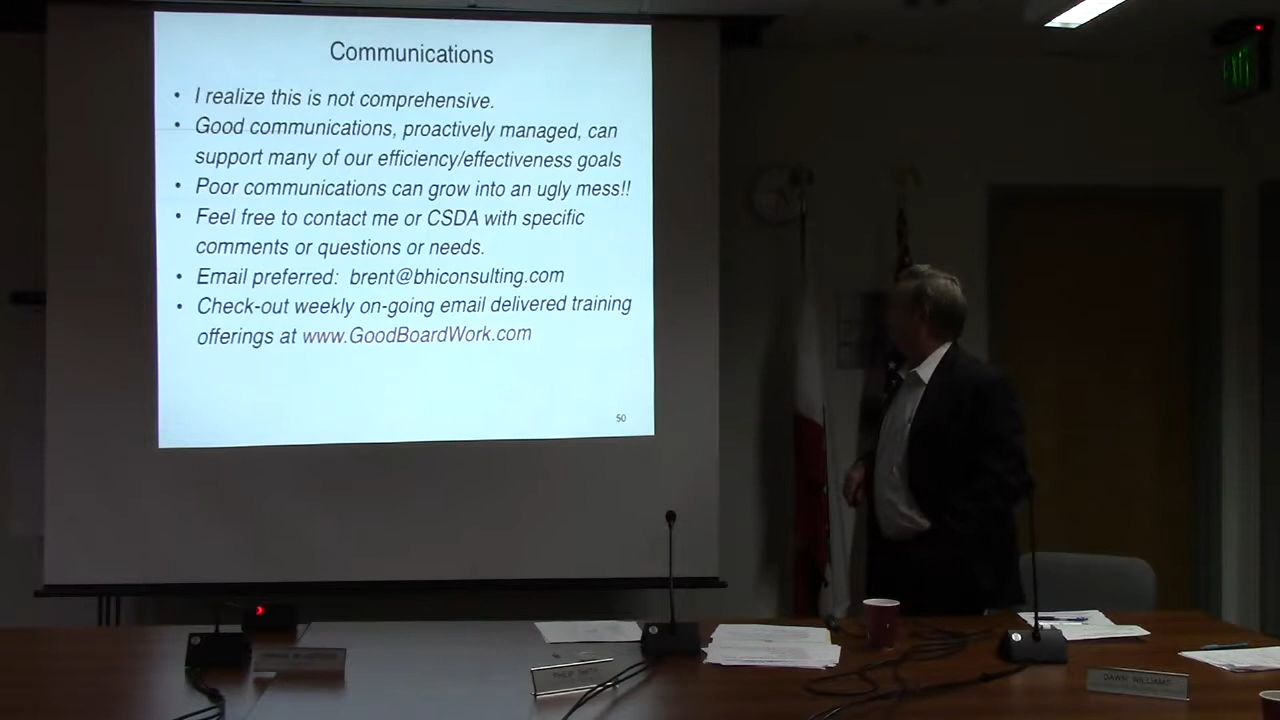 Communications
• I realize this is not comprehensive.
• Good communications, proactively managed, can
support many of our efficiency/effectiveness goals
• Poor communications can grow into an ugly mess!!
• Feel free to contact me or CSDA with specific
comments or questions or needs.
• Email preferred: brent@bhiconsulting.com
• Check-out weekly on-going email delivered training
offerings at www.GoodBoardWork.com
50
DAWN WILLIAMS